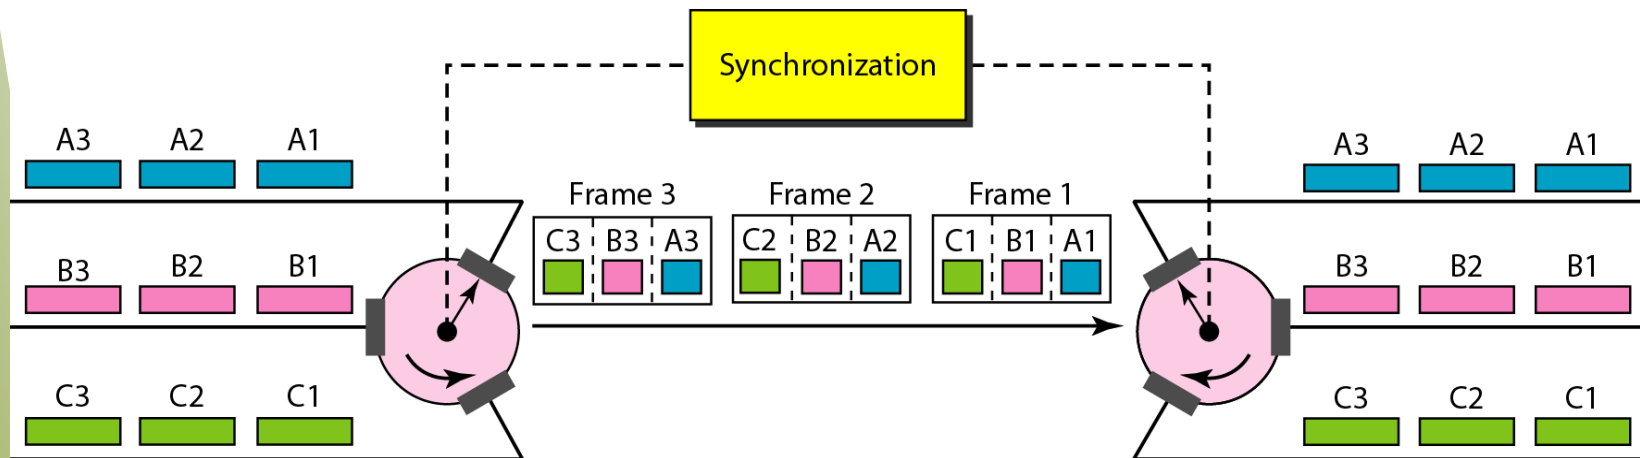 Synchronization
A3 A2 A1
A3 A2 A1
Frame 3 Frame 2 Frame 1
C3 B3 A3 C2 B2 A2 C1 B1 A1
B3 B2 B1
B3 B2 B1
C3 C2 C1
C3 C2 C1